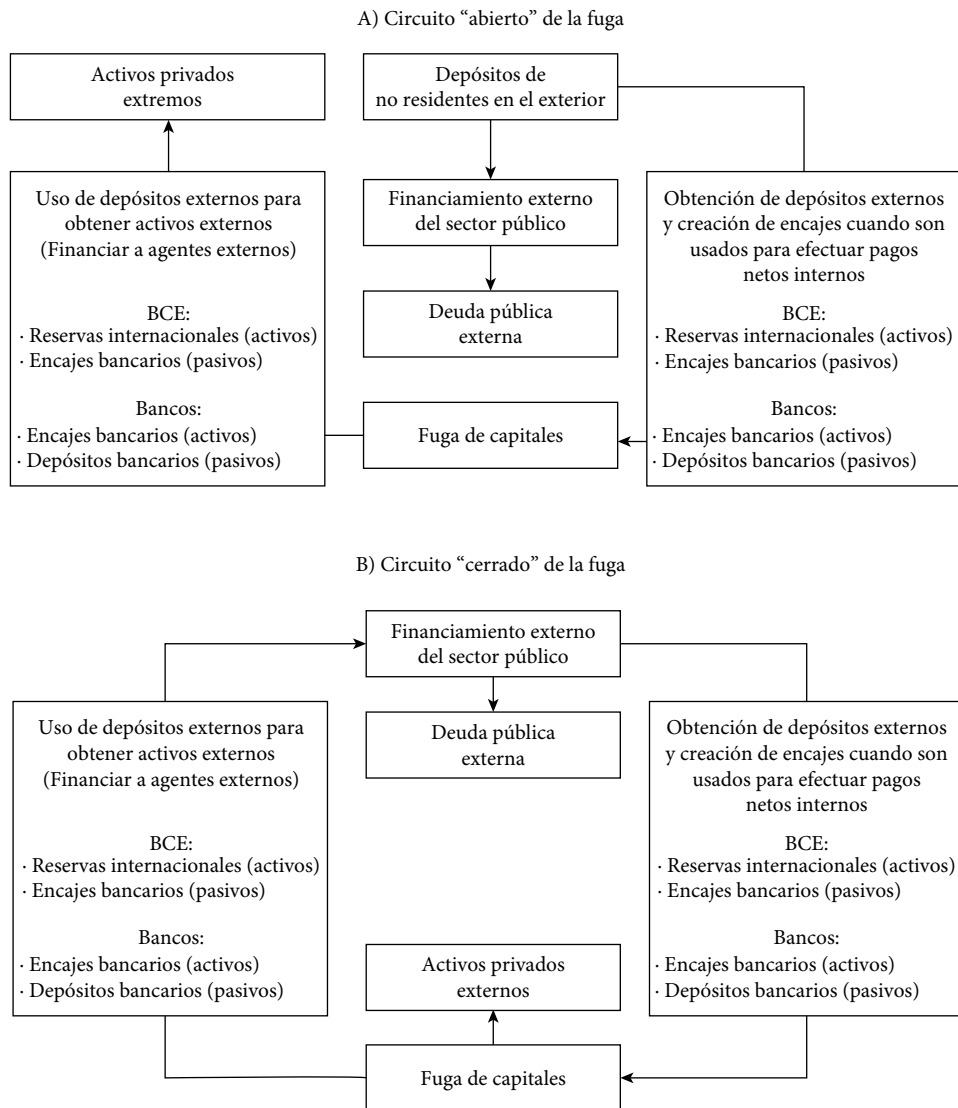 A) Circuito “abierto” de la fuga
Activos privados
extremos
Depósitos de
no residentes en el exterior
Uso de depósitos externos para
obtener activos externos
(Financiar a agentes externos)
BCE:
· Reservas internacionales (activos)
· Encajes bancarios (pasivos)
Bancos:
· Encajes bancarios (activos)
· Depósitos bancarios (pasivos)
Financiamiento externo
del sector público
Deuda pública
externa
Fuga de capitales
Obtención de depósitos externos
y creación de encajes cuando son
usados para efectuar pagos
netos internos
BCE:
· Reservas internacionales (activos)
· Encajes bancarios (pasivos)
Bancos:
· Encajes bancarios (activos)
· Depósitos bancarios (pasivos)
B) Circuito “cerrado” de la fuga
Financiamiento externo
del sector público
Deuda pública
externa
Uso de depósitos externos para
obtener activos externos
(Financiar a agentes externos)
BCE:
· Reservas internacionales (activos)
· Encajes bancarios (pasivos)
Bancos:
· Encajes bancarios (activos)
· Depósitos bancarios (pasivos)
Obtención de depósitos externos
y creación de encajes cuando son
usados para efectuar pagos
netos internos
BCE:
· Reservas internacionales (activos)
· Encajes bancarios (pasivos)
Bancos:
· Encajes bancarios (activos)
· Depósitos bancarios (pasivos)
Activos privados
externos
Fuga de capitales